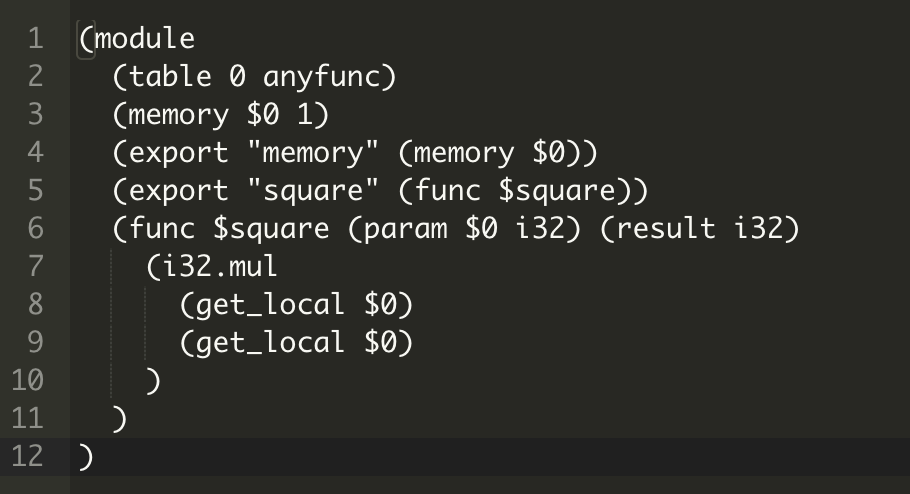 1 (module
2   (table 0 anyfunc)
3   (memory $0 1)
4   (export "memory" (memory $0))
5   (export "square" (func $square))
6   (func $square (param $0 i32) (result i32)
7     (i32.mul
8       (get_local $0)
9       (get_local $0)
10     )
11   )
12 )